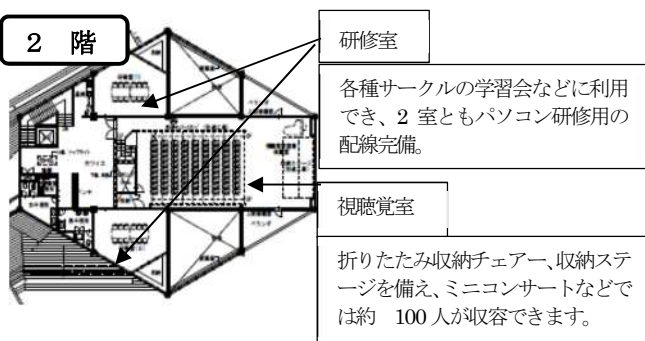 2 階
研修室
各種サークルの学習会などに利用
でき、2 室ともパソコン研修用の
配線完備。
視聴覚室
折りたたみ収納チェアー、収納ステ
ージを備え、ミニコンサートなどで
は約 100 人が収容できます。